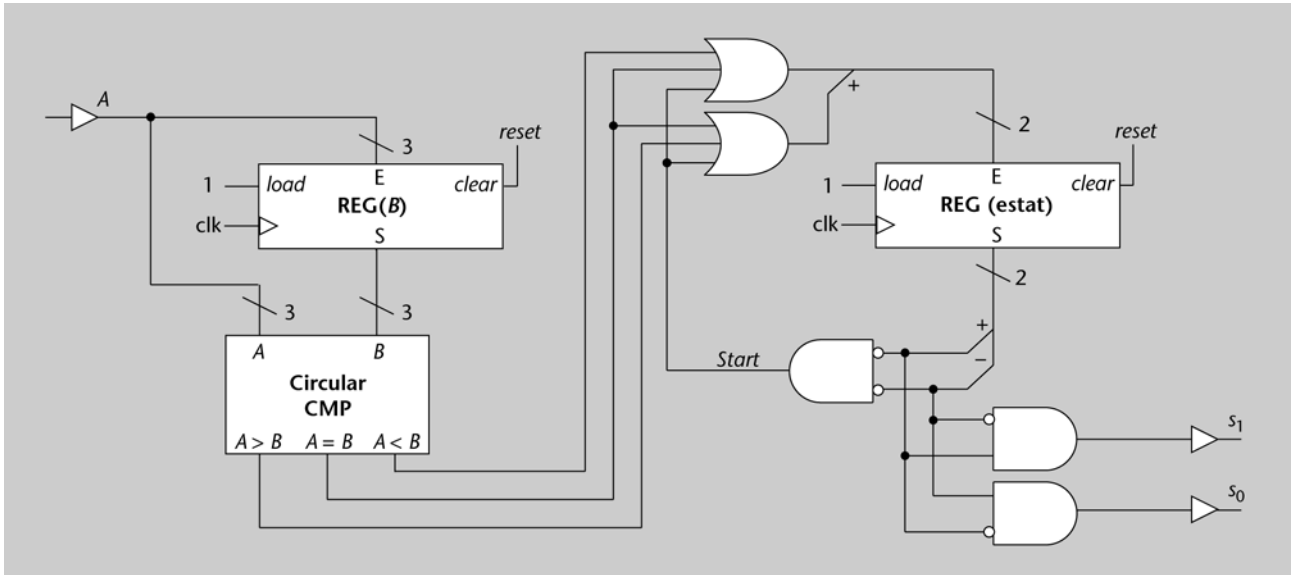 A
3
reset
1
load
E
clear
REG(B)
clk
S
3
3
A
B
Circular
CMP
A > B
A = B
A < B
+
2
reset
1
load
E
clear
REG (estat)
clk
S
2
+
Start
−
s1
s0